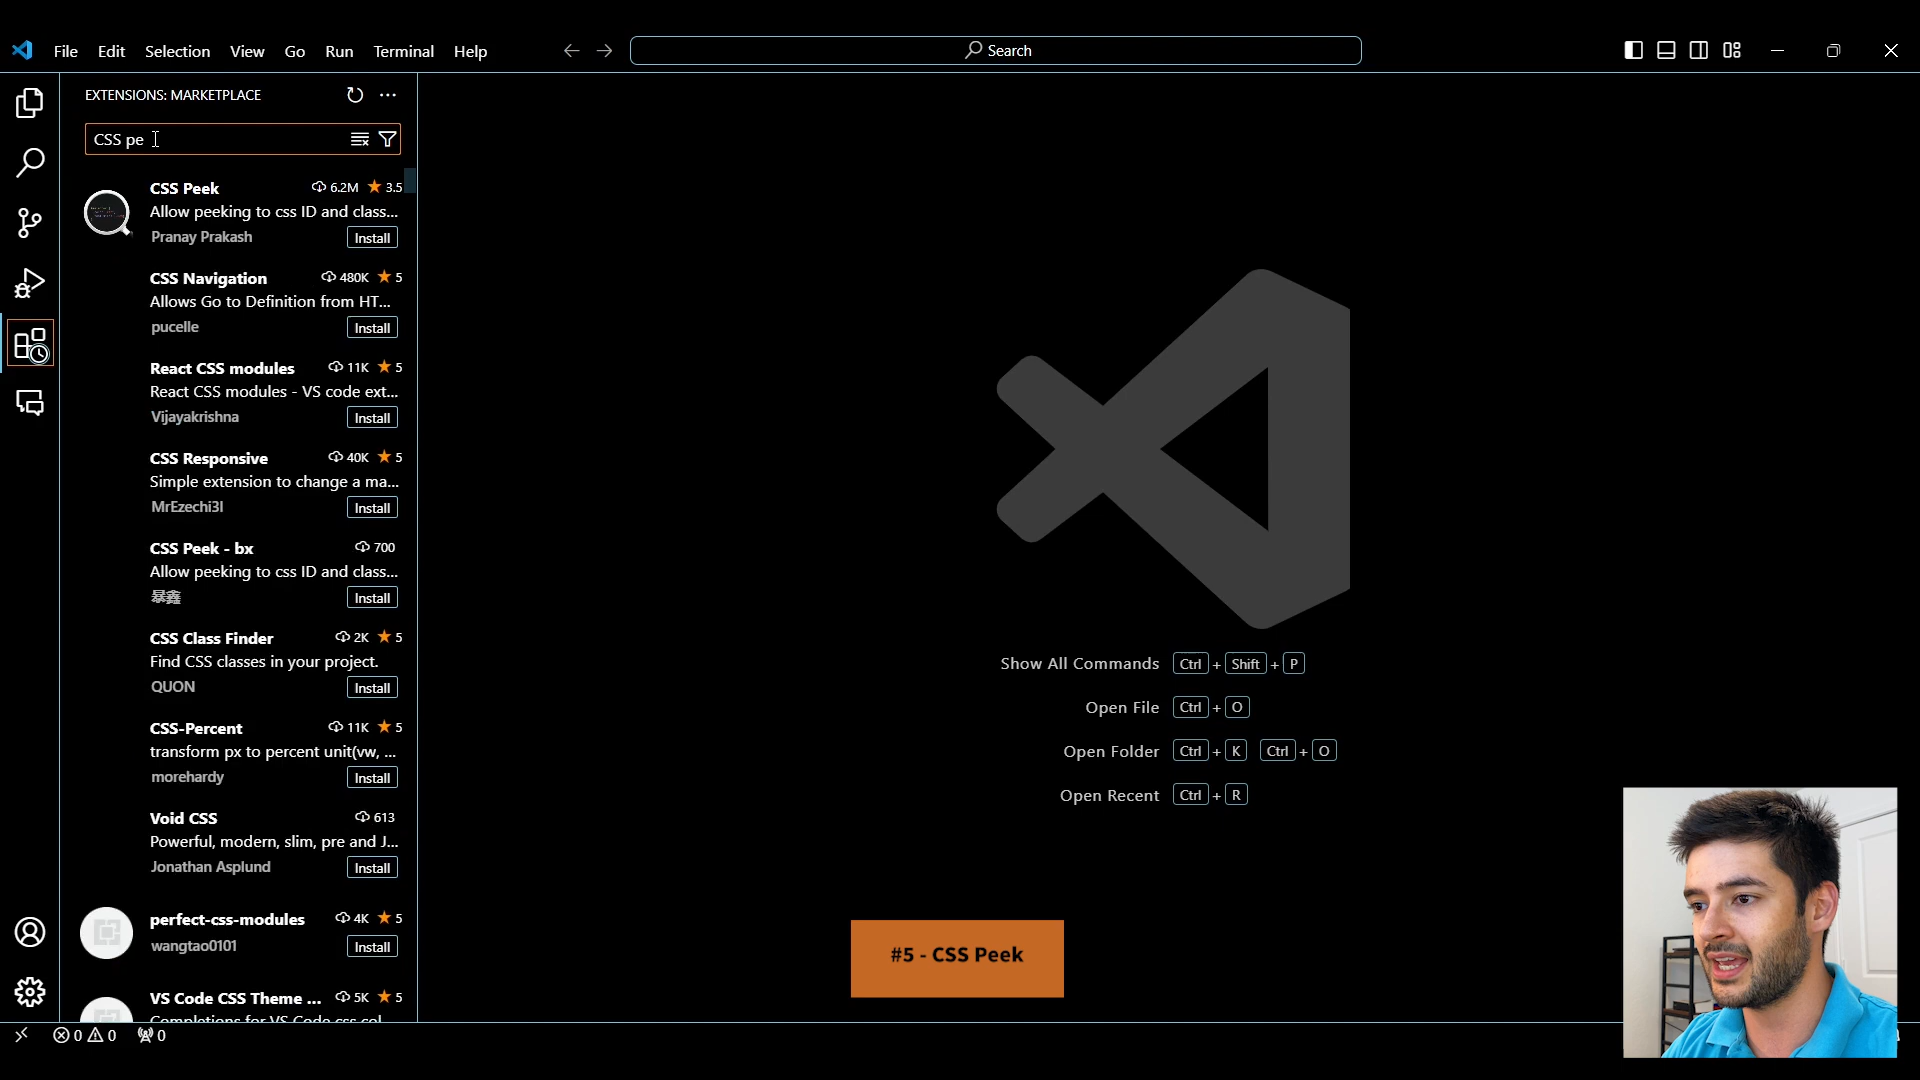 File Edit Selection View Go Run Terminal Help
Search
EXTENSIONS: MARKETPLACE
CSS pe
CSS Peek 6.2M 3.5
Allow peeking to css ID and class...
Pranay Prakash Install
CSS Navigation 480K 5
Allows Go to Definition from HT...
pucelle Install
React CSS modules 11K 5
React CSS modules - VS code ext...
Vijayakrishna Install
CSS Responsive 40K 5
Simple extension to change a ma...
MrEzechi3l Install
CSS Peek - bx 700
Allow peeking to css ID and class...
Install
CSS Class Finder 2K 5
Find CSS classes in your project.
QUON Install
CSS-Percent 11K 5
transform px to percent unit(vw, ...
morehardy Install
Void CSS 613
Powerful, modern, slim, pre and J...
Jonathan Asplund Install
perfect-css-modules 4K 5
wangtao0101 Install
VS Code CSS Theme ... 5K 5
Completions for VS Code css col
Show All Commands Ctrl + Shift + P
Open File Ctrl + O
Open Folder Ctrl + K Ctrl + O
Open Recent Ctrl + R
#5 - CSS Peek
0 0 0